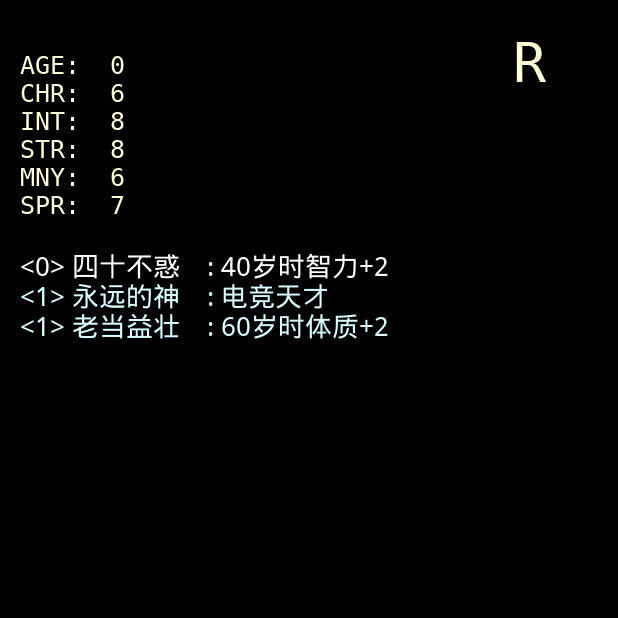 R
AGE: 0
CHR: 6
INT: 8
STR: 8
MNY: 6
SPR: 7
<0> 四十不惑 : 40岁时智力+2
<1> 永远的神 : 电竞天才
<1> 老当益壮 : 60岁时体质+2